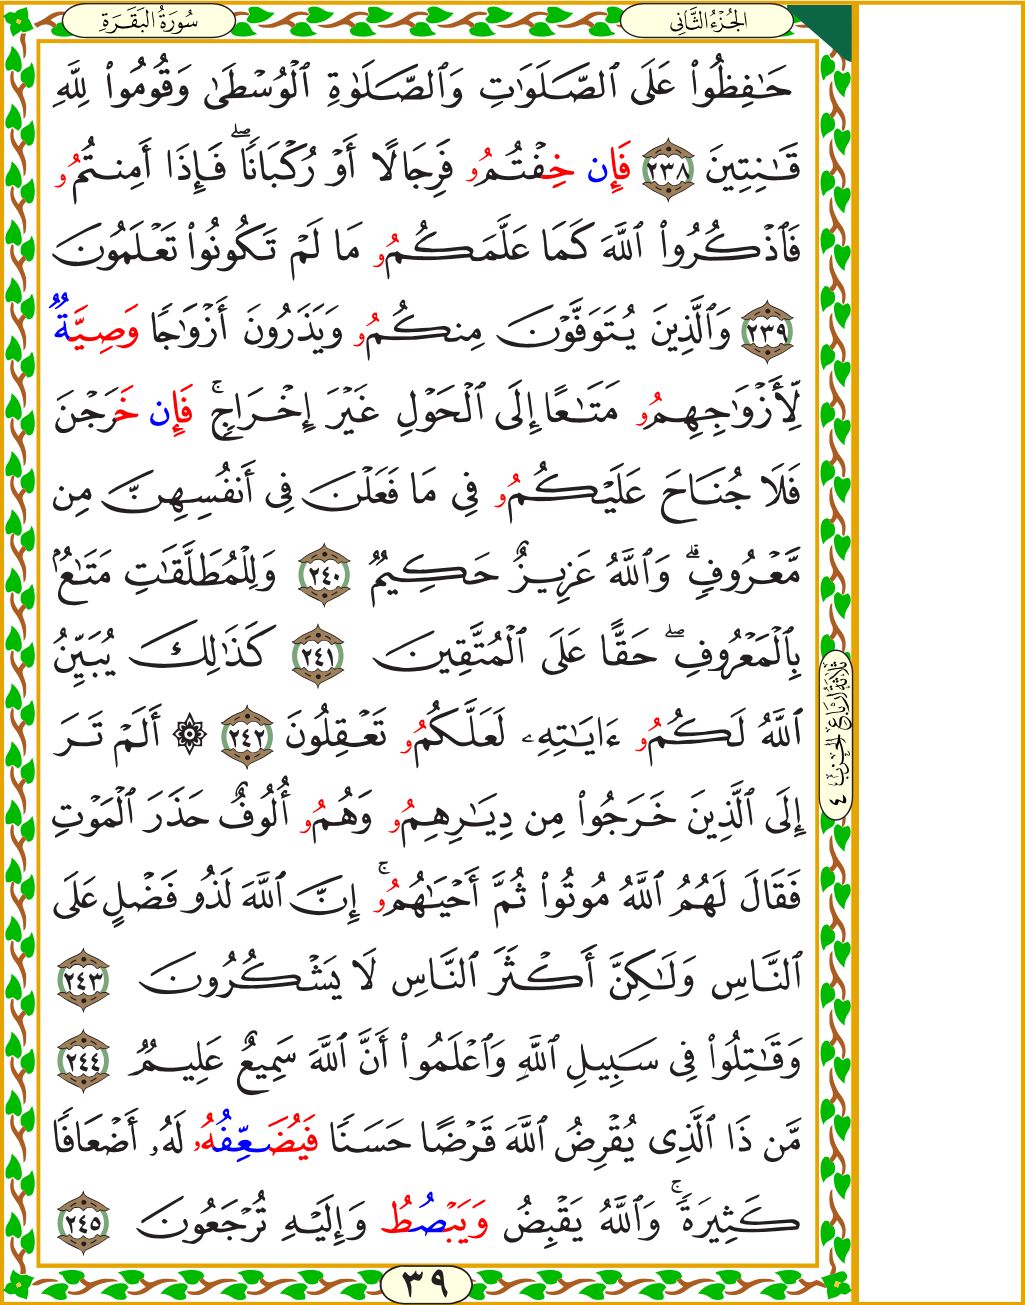 الجُزْءُ الثَّانِي
سُورَةُ البَقَرَةِ
حَٰفِظُواْ عَلَى ٱلصَّلَوَٰتِ وَٱلصَّلَوٰةِ ٱلْوُسْطَىٰ وَقُومُواْ لِلَّهِ
قَٰنِتِينَ ٢٣٨ فَإِن خِفْتُمُۥ فَرِجَالًا أَوْ رُكْبَانًاۖ فَإِذَا أَمِنتُمُۥ
فَٱذْكُرُواْ ٱللَّهَ كَمَا عَلَّمَكُمُۥ مَا لَمْ تَكُونُواْ تَعْلَمُونَ
٢٣٩ وَٱلَّذِينَ يُتَوَفَّوْنَ مِنكُمُۥ وَيَذَرُونَ أَزْوَٰجًا وَصِيَّةٌ
لِّأَزْوَٰجِهِمُۥ مَتَٰعًا إِلَى ٱلْحَوْلِ غَيْرَ إِخْرَاجٍۚ فَإِن خَرَجْنَ
فَلَا جُنَاحَ عَلَيْكُمُۥ فِي مَا فَعَلْنَ فِي أَنفُسِهِنَّ مِن
مَّعْرُوفٍۗ وَٱللَّهُ عَزِيزٌ حَكِيمٌ ٢٤٠ وَلِلْمُطَلَّقَٰتِ مَتَٰعُۢ
بِٱلْمَعْرُوفِۖ حَقًّا عَلَى ٱلْمُتَّقِينَ ٢٤١ كَذَٰلِكَ يُبَيِّنُ
ٱللَّهُ لَكُمُۥ ءَايَٰتِهِۦ لَعَلَّكُمُۥ تَعْقِلُونَ ٢٤٢ ۞ أَلَمْ تَرَ
إِلَى ٱلَّذِينَ خَرَجُواْ مِن دِيَٰرِهِمُۥ وَهُمُۥ أُلُوفٌ حَذَرَ ٱلْمَوْتِ
فَقَالَ لَهُمُ ٱللَّهُ مُوتُواْ ثُمَّ أَحْيَٰهُمُۥۚ إِنَّ ٱللَّهَ لَذُو فَضْلٍ عَلَى
ٱلنَّاسِ وَلَٰكِنَّ أَكْثَرَ ٱلنَّاسِ لَا يَشْكُرُونَ ٢٤٣
وَقَٰتِلُواْ فِي سَبِيلِ ٱللَّهِ وَٱعْلَمُواْ أَنَّ ٱللَّهَ سَمِيعٌ عَلِيمٌ ٢٤٤
مَّن ذَا ٱلَّذِي يُقْرِضُ ٱللَّهَ قَرْضًا حَسَنًا فَيُضَعِّفُهُۥ لَهُۥ أَضْعَافًا
كَثِيرَةًۚ وَٱللَّهُ يَقْبِضُ وَيَبْصُطُ وَإِلَيْهِ تُرْجَعُونَ ٢٤٥
ثَلَاثَةُ أَرْبَاعِ الحِزْبِ ٤
٣٩